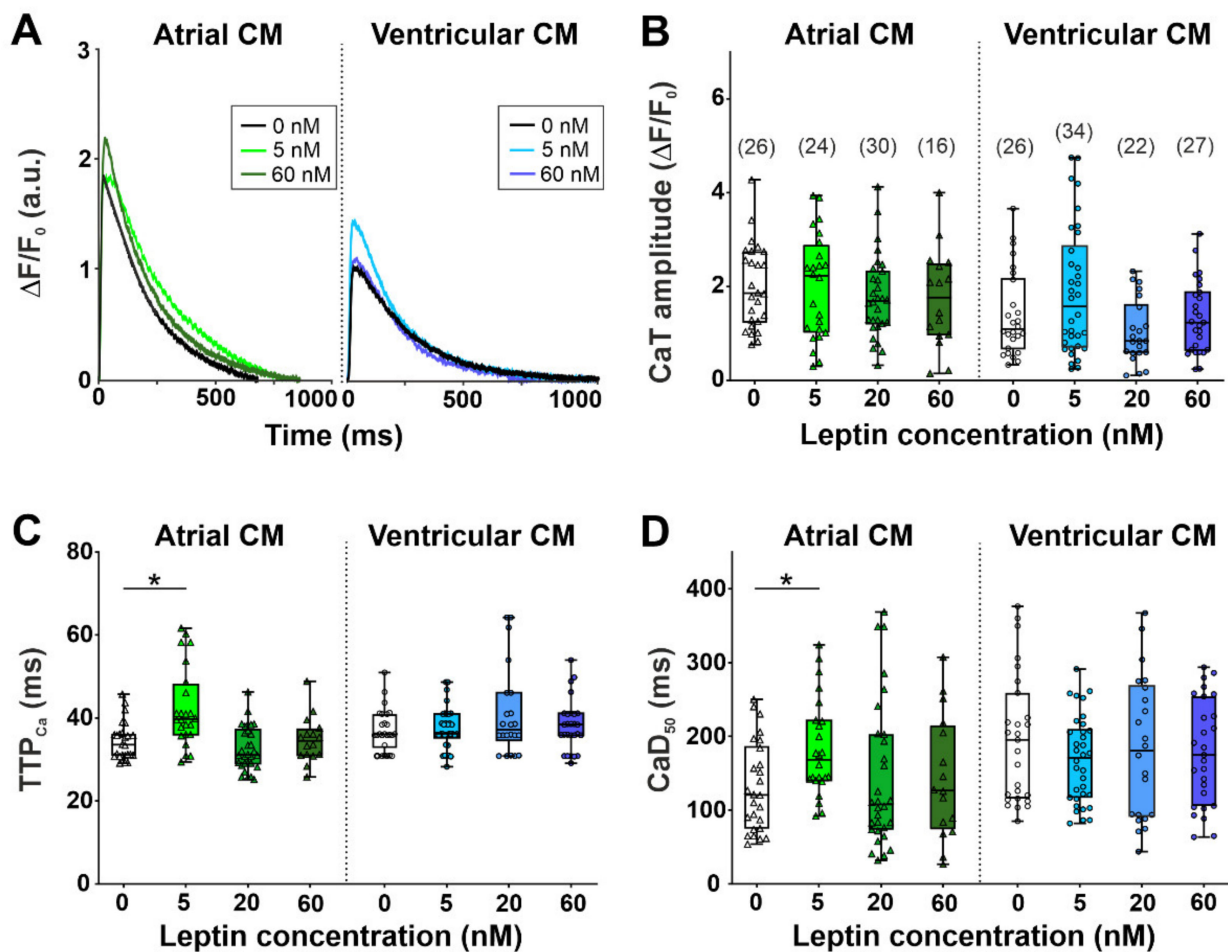 A
Atrial CM
Ventricular CM
ΔF/F0 (a.u.)
3
2
1
0
0 nM
5 nM
60 nM
0 nM
5 nM
60 nM
0
500
1000
0
500
1000
Time (ms)
B
Atrial CM
Ventricular CM
CaT amplitude (ΔF/F0)
6
4
2
0
(26)
(24)
(30)
(16)
(26)
(34)
(22)
(27)
0
5
20
60
0
5
20
60
Leptin concentration (nM)
C
Atrial CM
Ventricular CM
TTPCa (ms)
80
60
40
20
0
*
0
5
20
60
0
5
20
60
Leptin concentration (nM)
D
Atrial CM
Ventricular CM
CaD50 (ms)
400
300
200
100
0
*
0
5
20
60
0
5
20
60
Leptin concentration (nM)